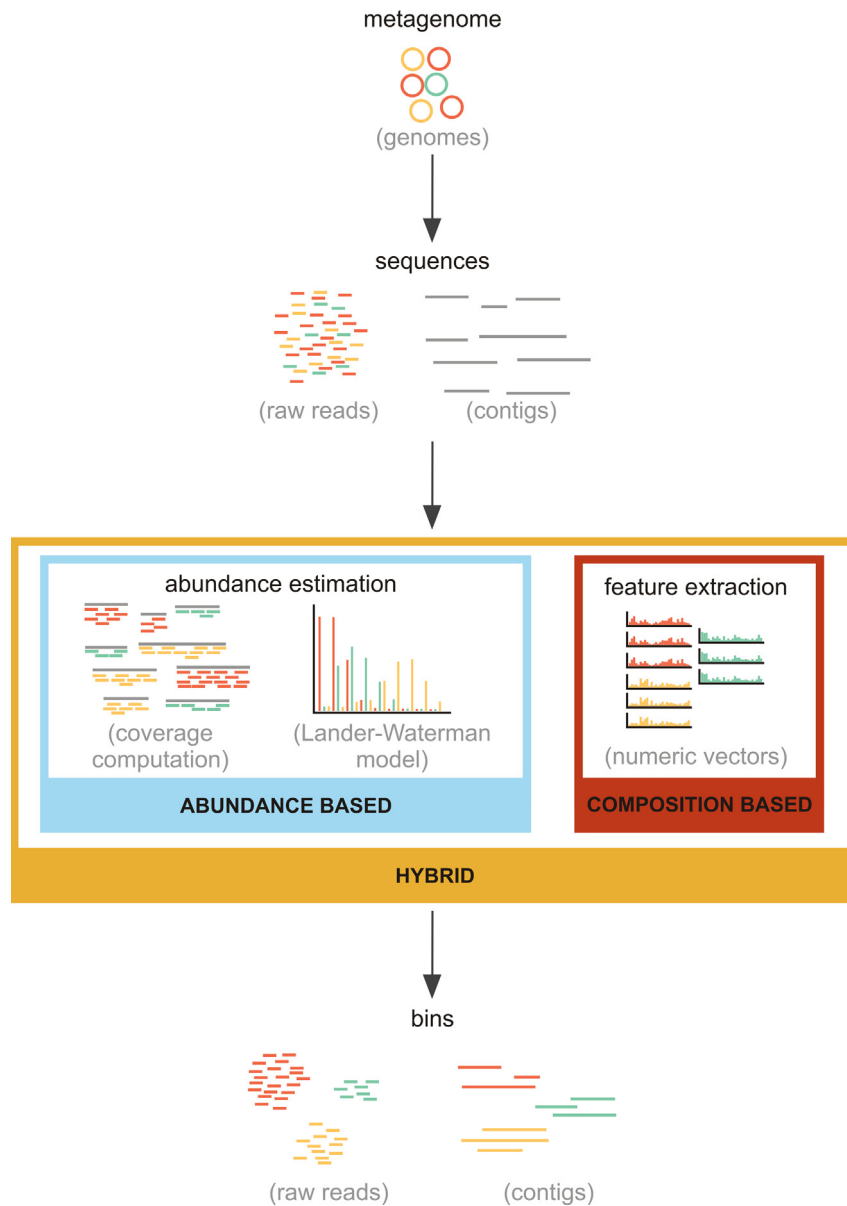 metagenome
(genomes)
sequences
(raw reads)
(contigs)
abundance estimation
(coverage
computation)
(Lander-Waterman
model)
ABUNDANCE BASED
feature extraction
(numeric vectors)
COMPOSITION BASED
HYBRID
bins
(raw reads)
(contigs)